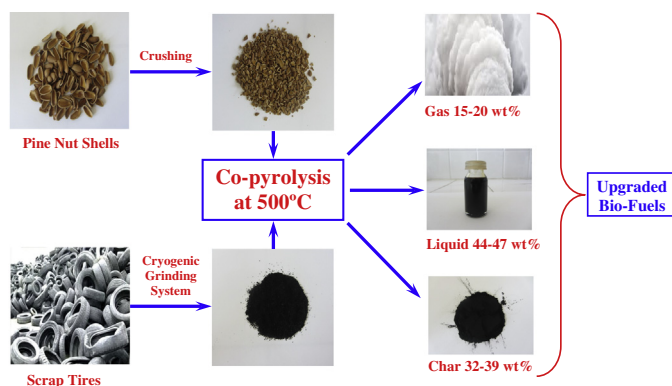 Crushing
Pine Nut Shells
Gas 15-20 wt%
Co-pyrolysis
at 500ºC
Upgraded
Bio-Fuels
Liquid 44-47 wt%
Cryogenic
Grinding
System
Scrap Tires
Char 32-39 wt%